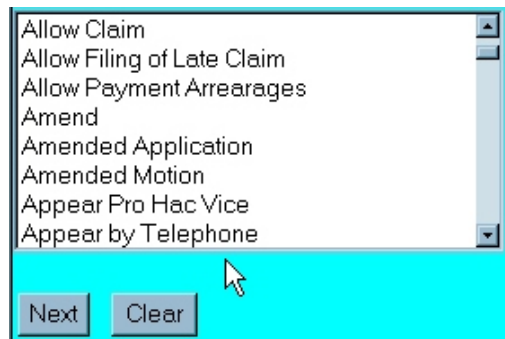 Allow Claim
Allow Filing of Late Claim
Allow Payment Arrearages
Amend
Amended Application
Amended Motion
Appear Pro Hac Vice
Appear by Telephone
Next Clear